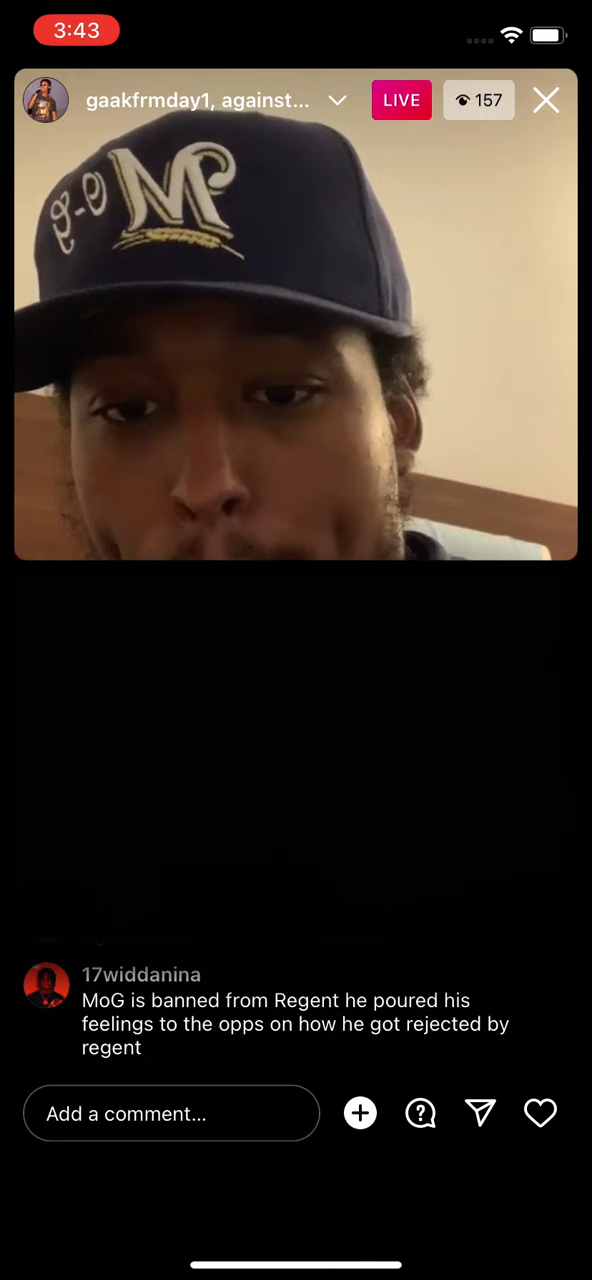 3:43
gaakfrmday1, against...
LIVE
157
M
17widdanina
MoG is banned from Regent he poured his
feelings to the opps on how he got rejected by
regent
Add a comment...